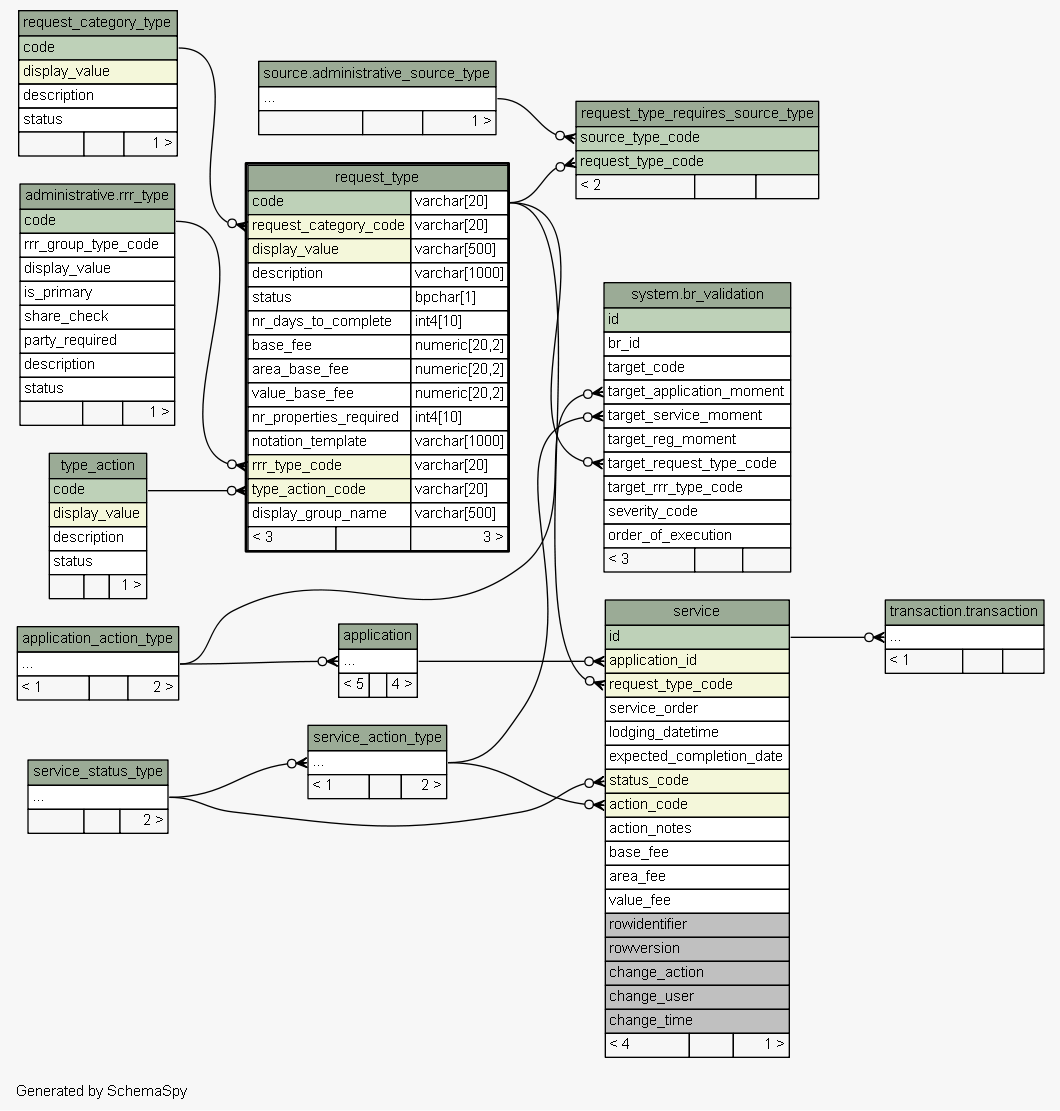 request_category_type
code
display_value
description
status
1 >
source.administrative_source_type
...
1 >
request_type_requires_source_type
source_type_code
request_type_code
< 2
administrative.rrr_type
code
rrr_group_type_code
display_value
is_primary
share_check
party_required
description
status
1 >
request_type
code varchar[20]
request_category_code varchar[20]
display_value varchar[500]
description varchar[1000]
status bpchar[1]
nr_days_to_complete int4[10]
base_fee numeric[20,2]
area_base_fee numeric[20,2]
value_base_fee numeric[20,2]
nr_properties_required int4[10]
notation_template varchar[1000]
rrr_type_code varchar[20]
type_action_code varchar[20]
display_group_name varchar[500]
< 3 3 >
system.br_validation
id
br_id
target_code
target_application_moment
target_service_moment
target_reg_moment
target_request_type_code
target_rrr_type_code
severity_code
order_of_execution
< 3
type_action
code
display_value
description
status
1 >
application_action_type
...
< 1 2 >
application
...
< 5 4 >
service
id
application_id
request_type_code
service_order
lodging_datetime
expected_completion_date
status_code
action_code
action_notes
base_fee
area_fee
value_fee
rowidentifier
rowversion
change_action
change_user
change_time
< 4 1 >
transaction.transaction
...
< 1
service_action_type
...
< 1 2 >
service_status_type
...
2 >
Generated by SchemaSpy